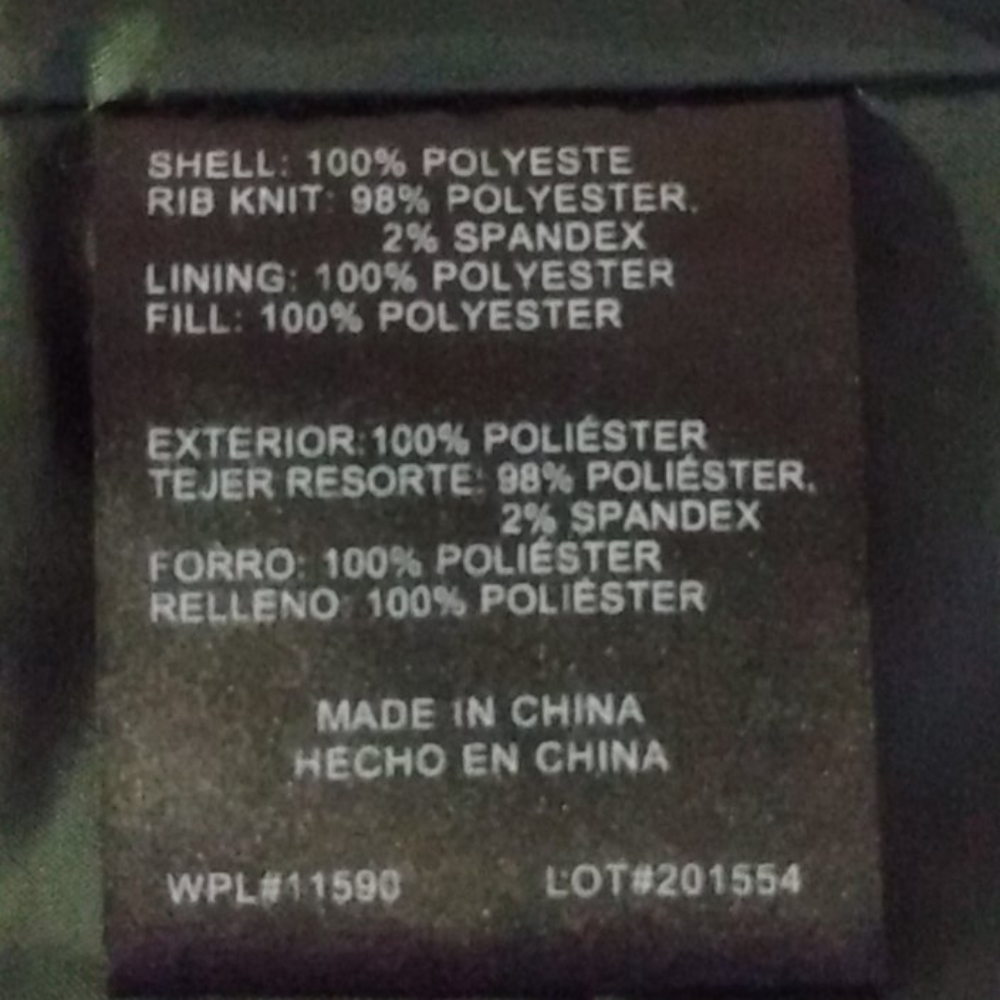 SHELL: 100% POLYESTE
RIB KNIT: 98% POLYESTER.
2% SPANDEX
LINING: 100% POLYESTER
FILL: 100% POLYESTER
EXTERIOR: 100% POLIÉSTER
TEJER RESORTE: 98% POLIÉSTER.
2% SPANDEX
FORRO: 100% POLIÉSTER
RELLENO: 100% POLIÉSTER
MADE IN CHINA
HECHO EN CHINA
WPL#11590 LOT#201554